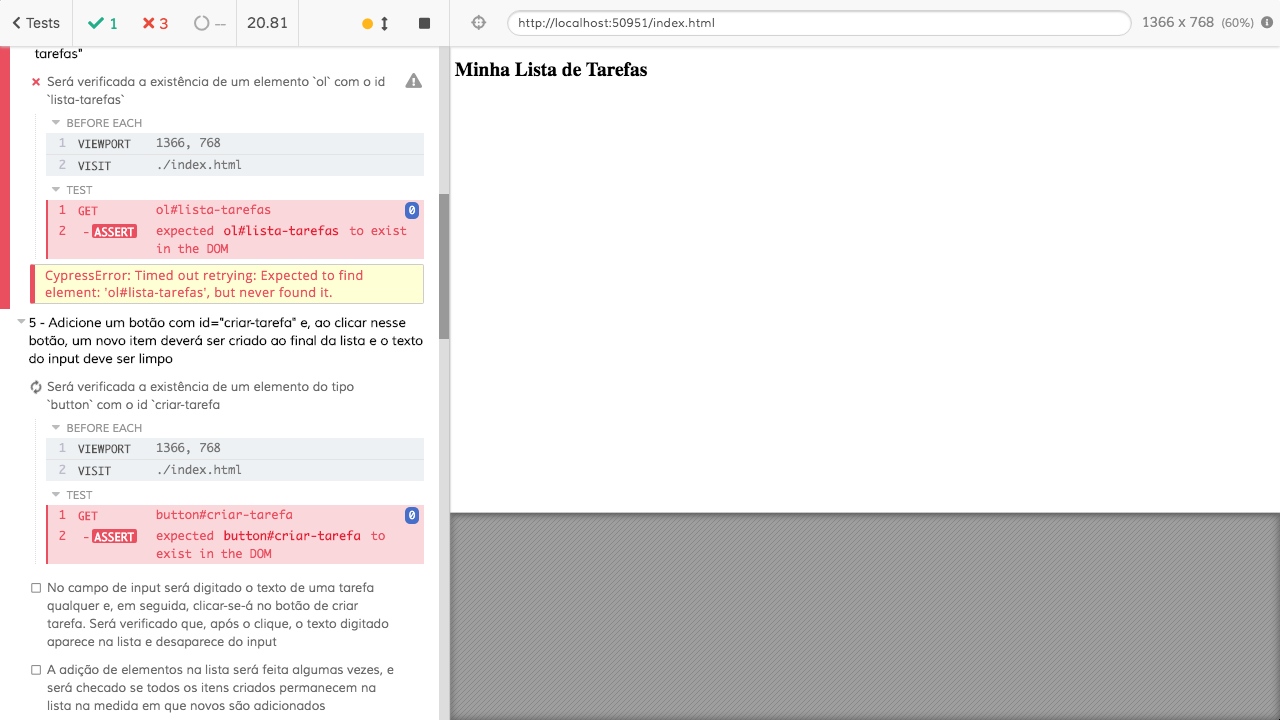 Tests 1 3 -- 20.81 http://localhost:50951/index.html 1366 x 768 (60%)
tarefas"
Será verificada a existência de um elemento `ol` com o id
`lista-tarefas`
BEFORE EACH
1 VIEWPORT 1366, 768
2 VISIT ./index.html
TEST
1 GET ol#lista-tarefas 0
2 -ASSERT expected ol#lista-tarefas to exist
in the DOM
CypressError: Timed out retrying: Expected to find
element: 'ol#lista-tarefas', but never found it.
5 - Adicione um botão com id="criar-tarefa" e, ao clicar nesse
botão, um novo item deverá ser criado ao final da lista e o texto
do input deve ser limpo
Será verificada a existência de um elemento do tipo
`button` com o id `criar-tarefa
BEFORE EACH
1 VIEWPORT 1366, 768
2 VISIT ./index.html
TEST
1 GET button#criar-tarefa 0
2 -ASSERT expected button#criar-tarefa to
exist in the DOM
No campo de input será digitado o texto de uma tarefa
qualquer e, em seguida, clicar-se-á no botão de criar
tarefa. Será verificado que, após o clique, o texto digitado
aparece na lista e desaparece do input
A adição de elementos na lista será feita algumas vezes, e
será checado se todos os itens criados permanecem na
lista na medida em que novos são adicionados
Minha Lista de Tarefas